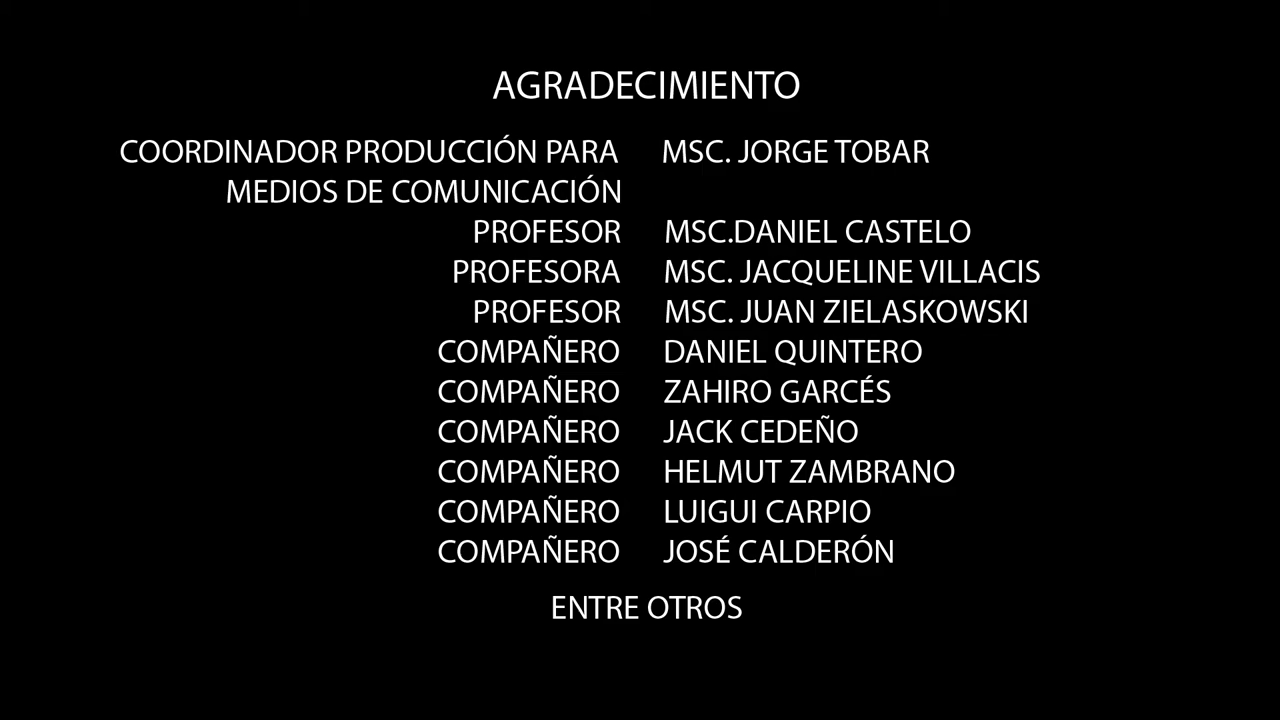 AGRADECIMIENTO
COORDINADOR PRODUCCIÓN PARA MSC. JORGE TOBAR
MEDIOS DE COMUNICACIÓN
PROFESOR MSC.DANIEL CASTELO
PROFESORA MSC. JACQUELINE VILLACIS
PROFESOR MSC. JUAN ZIELASKOWSKI
COMPAÑERO DANIEL QUINTERO
COMPAÑERO ZAHIRO GARCÉS
COMPAÑERO JACK CEDEÑO
COMPAÑERO HELMUT ZAMBRANO
COMPAÑERO LUIGUI CARPIO
COMPAÑERO JOSÉ CALDERÓN
ENTRE OTROS